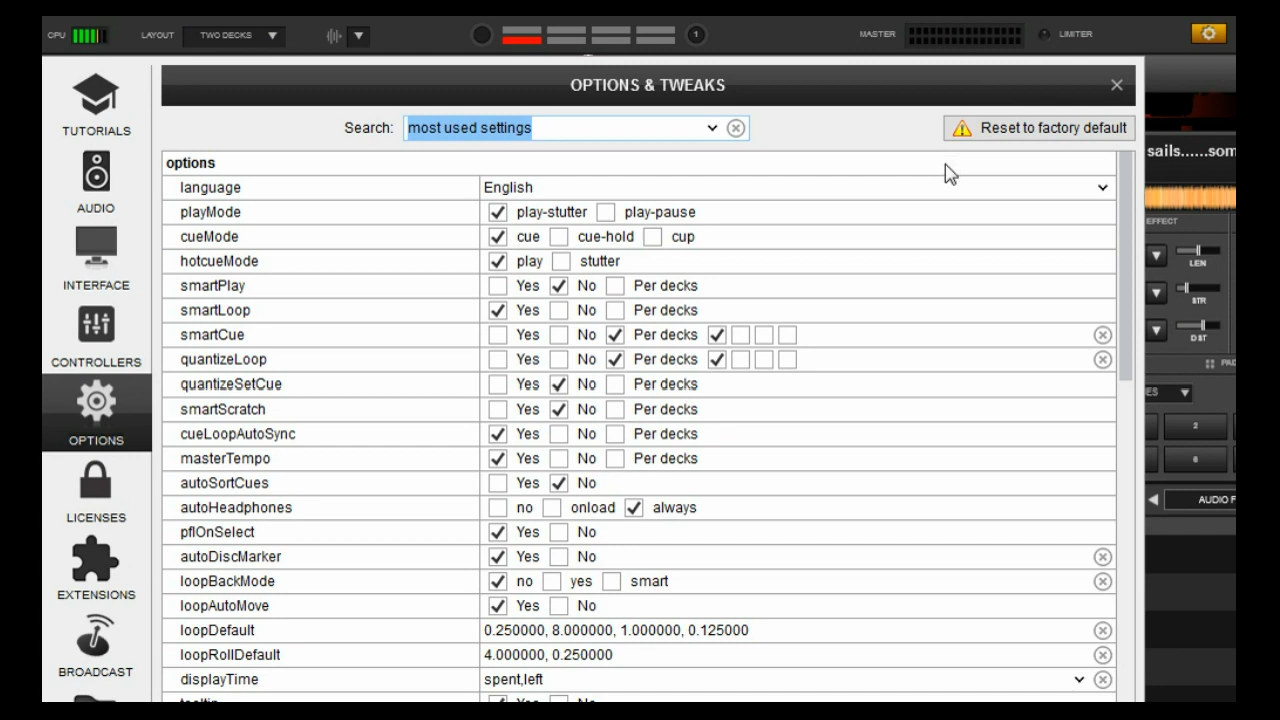 CPU LAYOUT TWO DECKS 1 MASTER LIMITER
OPTIONS & TWEAKS
Search: most used settings Reset to factory default
TUTORIALS
AUDIO
INTERFACE
CONTROLLERS
OPTIONS
LICENSES
EXTENSIONS
BROADCAST
options
language English
playMode play-stutter play-pause
cueMode cue cue-hold cup
hotcueMode play stutter
smartPlay Yes No Per decks
smartLoop Yes No Per decks
smartCue Yes No Per decks
quantizeLoop Yes No Per decks
quantizeSetCue Yes No Per decks
smartScratch Yes No Per decks
cueLoopAutoSync Yes No Per decks
masterTempo Yes No Per decks
autoSortCues Yes No
autoHeadphones no onload always
pflOnSelect Yes No
autoDiscMarker Yes No
loopBackMode no yes smart
loopAutoMove Yes No
loopDefault 0.250000, 8.000000, 1.000000, 0.125000
loopRollDefault 4.000000, 0.250000
displayTime spent,left
tooltip Yes No
sails......som
EFFECT
LEN
STR
DST
PAD
ES
2
6
AUDIO F